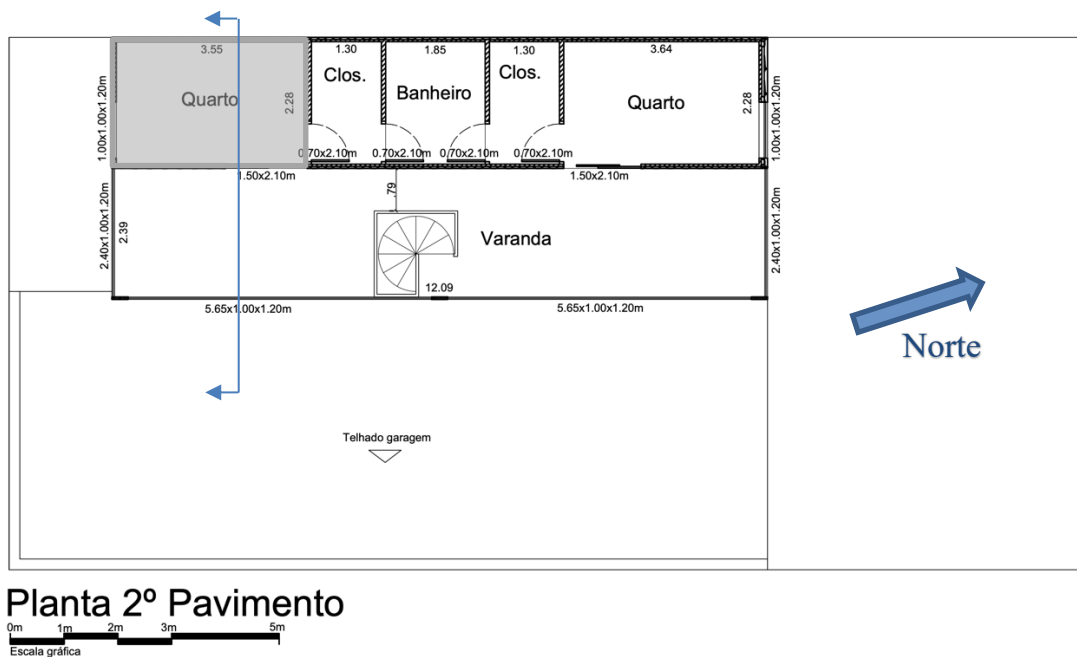 3.55
1.30
1.85
1.30
3.64
Clos.
Clos.
Quarto
Banheiro
Quarto
2.28
2.28
1.00x1.00x1.20m
1.00x1.00x1.20m
0.70x2.10m
0.70x2.10m
0.70x2.10m
0.70x2.10m
1.50x2.10m
1.50x2.10m
.79
2.40x1.00x1.20m
2.39
Varanda
2.40x1.00x1.20m
12.09
5.65x1.00x1.20m
5.65x1.00x1.20m
Norte
Telhado garagem
Planta 2º Pavimento
0m 1m 2m 3m 5m
Escala gráfica